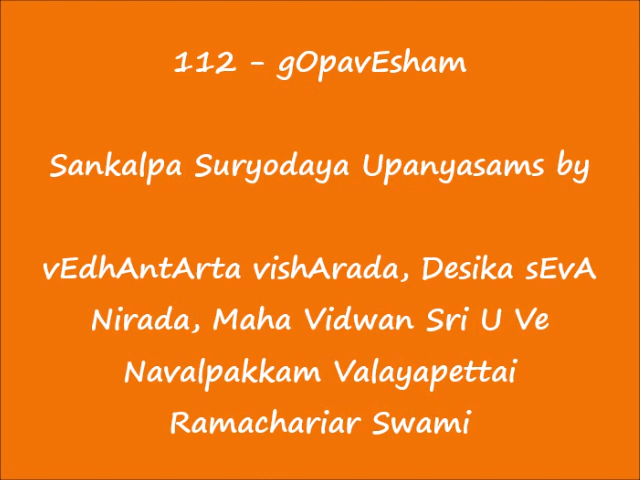 112 - gOpavEsham
Sankalpa Suryodaya Upanyasams by
vEdhAntArta vishArada, Desika sEvA
Nirada, Maha Vidwan Sri U Ve
Navalpakkam Valayapettai
Ramachariar Swami